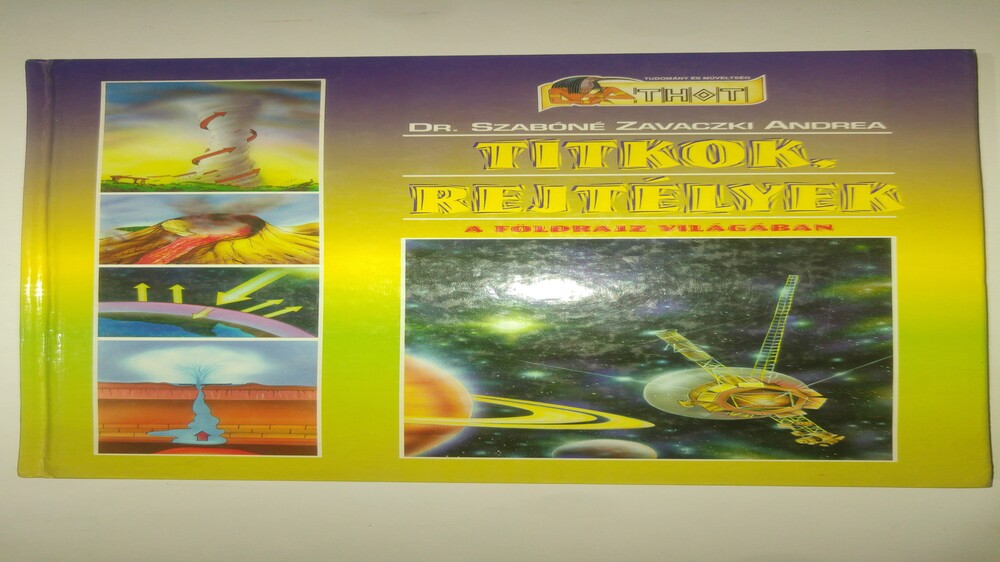 TUDOMÁNY ÉS MŰVELTSÉG
THOT
DR. SZABÓNÉ ZAVACZKI ANDREA
TITKOK,
REJTÉLYEK
A FÖLDRAJZ VILÁGÁBAN